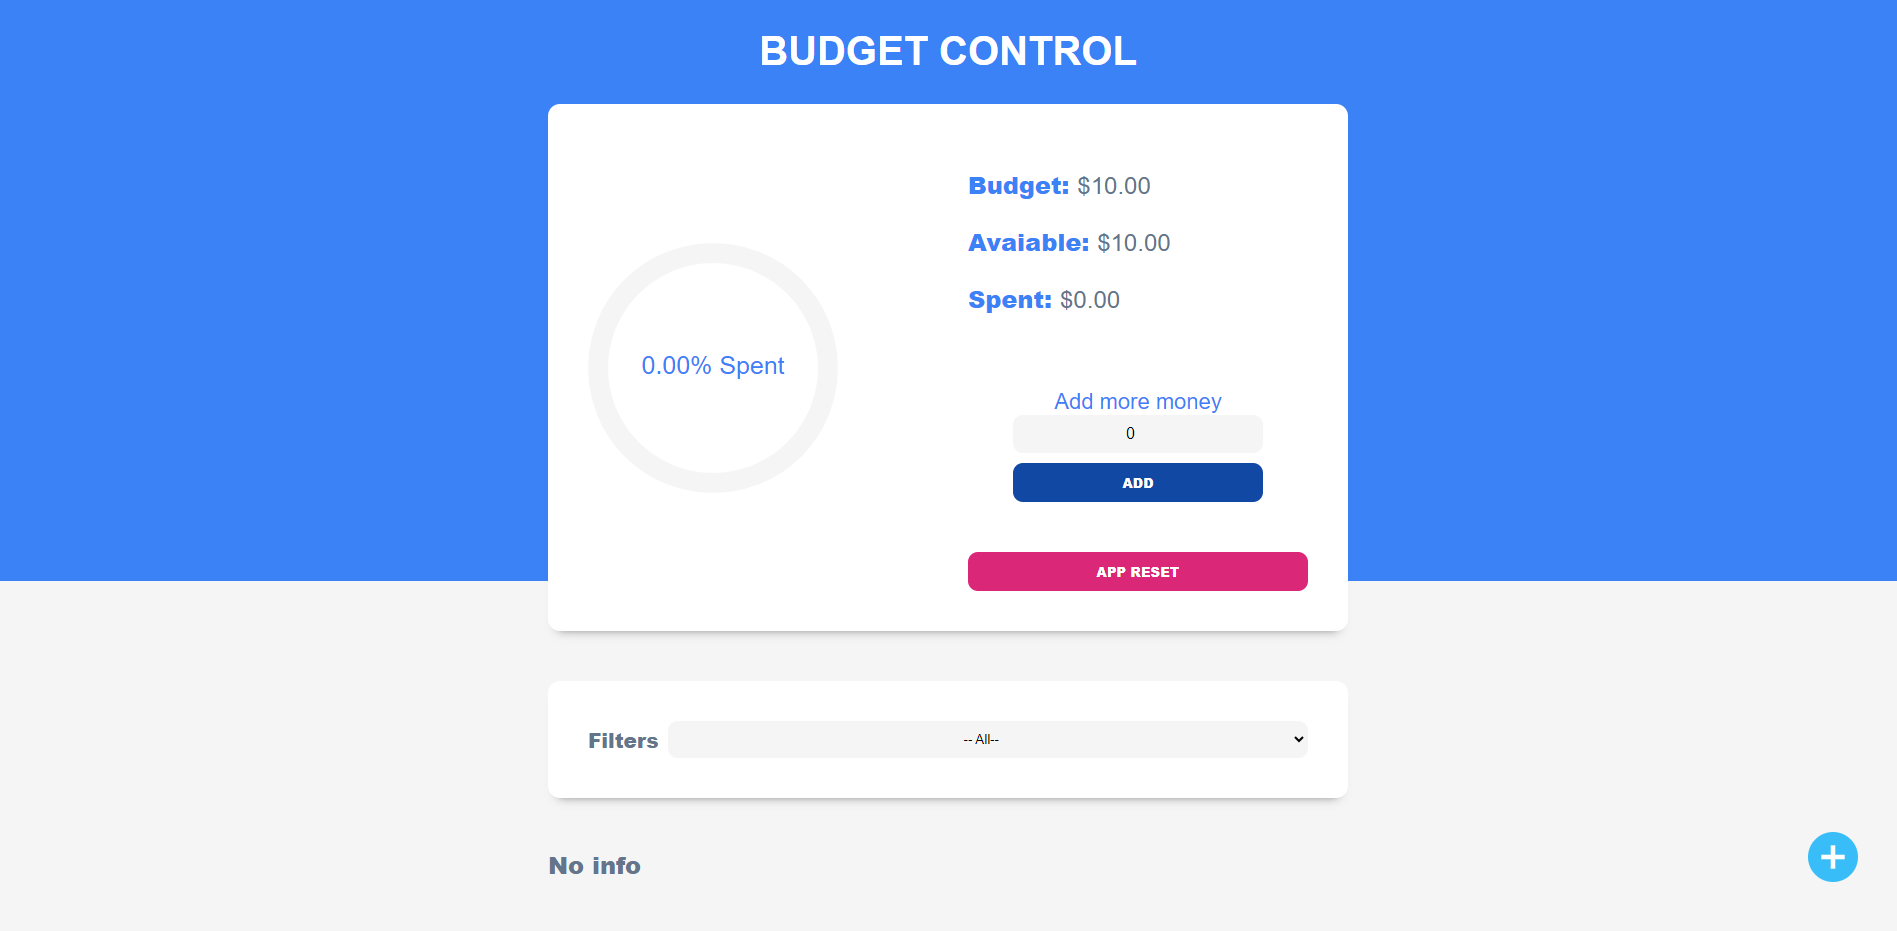 BUDGET CONTROL
Budget: $10.00
Avaiable: $10.00
Spent: $0.00
0.00% Spent
Add more money
0
ADD
APP RESET
Filters
-- All--
No info